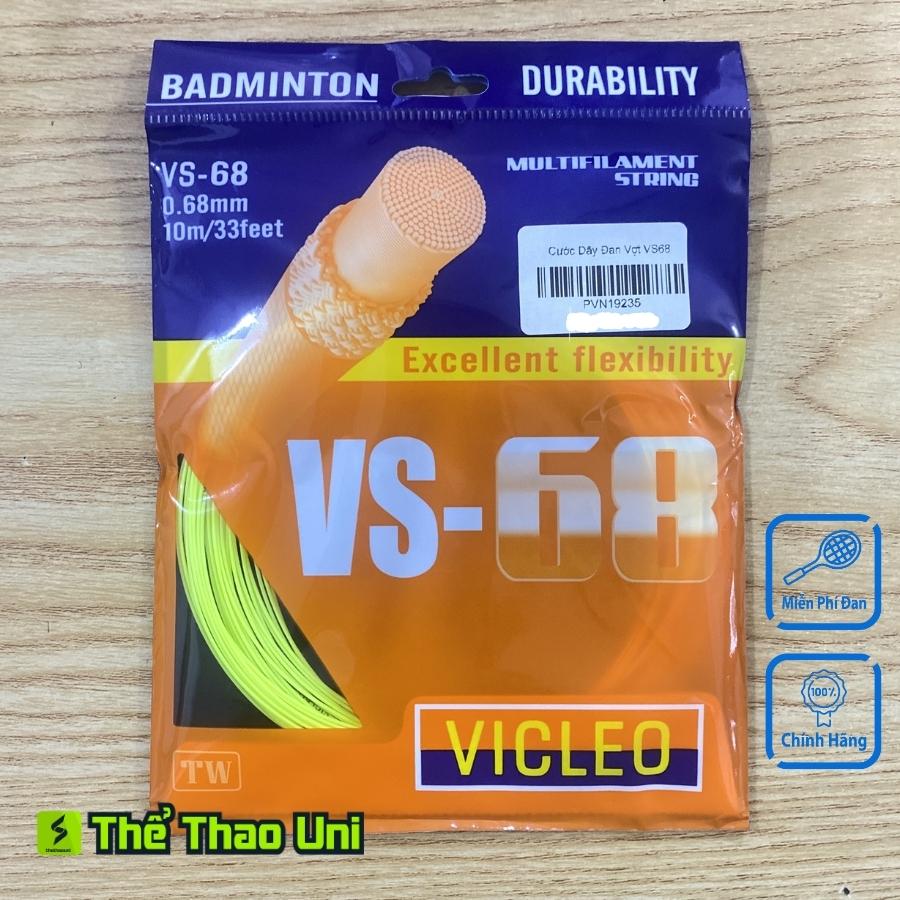 BADMINTON
DURABILITY
VS-68
0.68mm
10m/33feet
MULTIFILAMENT
STRING
Cước Dây Đan Vợt VS68
PVN19235
Excellent flexibility
VS-68
Miễn Phí Đan
100%
Chính Hãng
VICLEO
TW
Thể Thao Uni